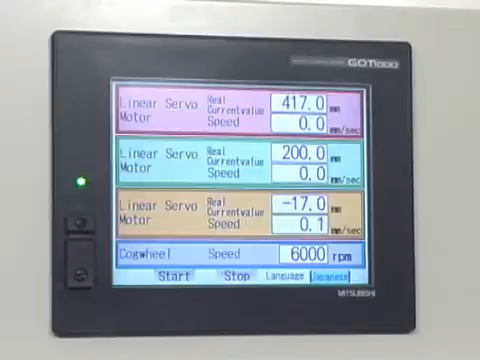 GOT1000
Linear Servo Motor Real Currentvalue 417.0 mm
Speed 0.0 mm/sec
Linear Servo Motor Real Currentvalue 200.0 mm
Speed 0.0 mm/sec
Linear Servo Motor Real Currentvalue -17.0 mm
Speed 0.1 mm/sec
Cogwheel Speed 6000 rpm
Start Stop Language Japanese
MITSUBISHI